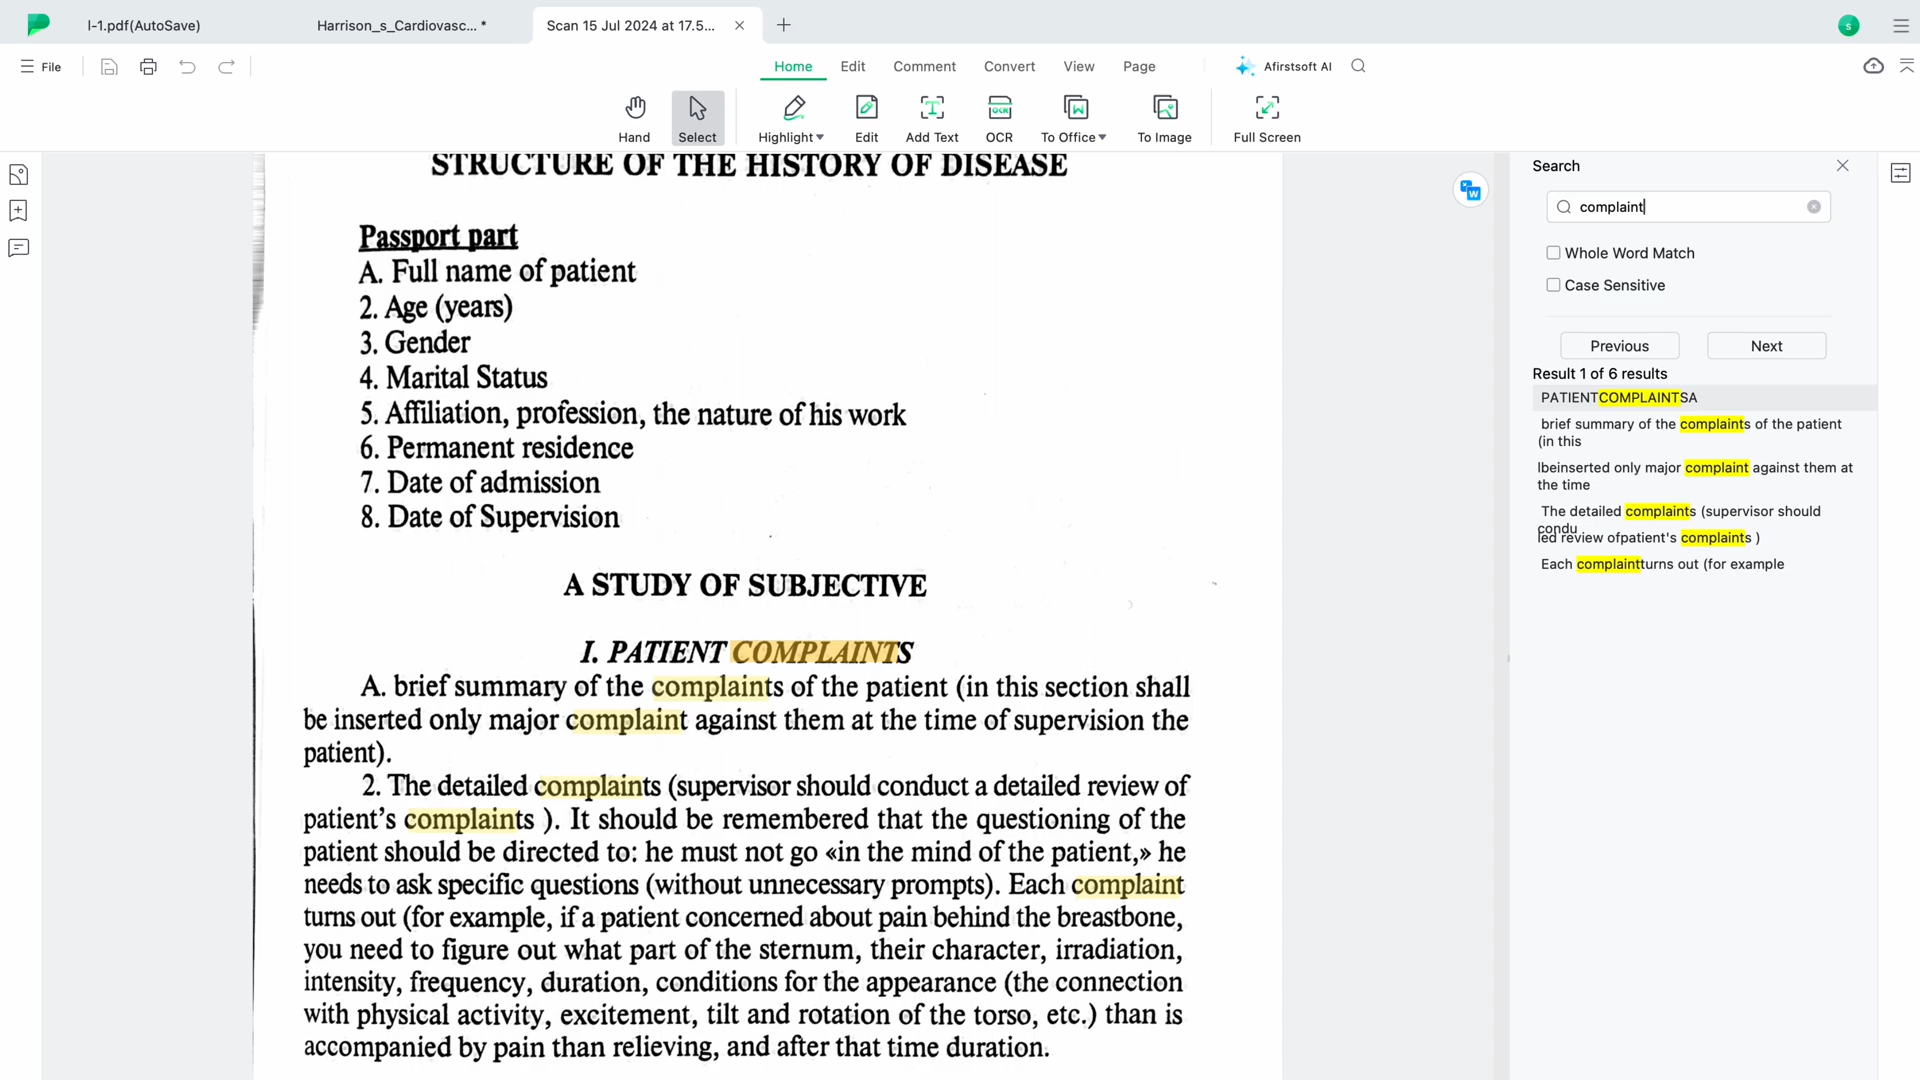 l-1.pdf(AutoSave)
Harrison_s_Cardiovasc... *
Scan 15 Jul 2024 at 17.5...
s
File
Home
Edit
Comment
Convert
View
Page
Afirstsoft AI
Hand
Select
Highlight
Edit
Add Text
OCR
OCR
To Office
To Image
Full Screen
STRUCTURE OF THE HISTORY OF DISEASE
Passport part
A. Full name of patient
2. Age (years)
3. Gender
4. Marital Status
5. Affiliation, profession, the nature of his work
6. Permanent residence
7. Date of admission
8. Date of Supervision
A STUDY OF SUBJECTIVE
I. PATIENT COMPLAINTS
A. brief summary of the complaints of the patient (in this section shall
be inserted only major complaint against them at the time of supervision the
patient).
2. The detailed complaints (supervisor should conduct a detailed review of
patient's complaints ). It should be remembered that the questioning of the
patient should be directed to: he must not go «in the mind of the patient,» he
needs to ask specific questions (without unnecessary prompts). Each complaint
turns out (for example, if a patient concerned about pain behind the breastbone,
you need to figure out what part of the sternum, their character, irradiation,
intensity, frequency, duration, conditions for the appearance (the connection
with physical activity, excitement, tilt and rotation of the torso, etc.) than is
accompanied by pain than relieving, and after that time duration.
W
Search
complaint
Whole Word Match
Case Sensitive
Previous
Next
Result 1 of 6 results
PATIENTCOMPLAINTSA
brief summary of the complaints of the patient
(in this
lbeinserted only major complaint against them at
the time
The detailed complaints (supervisor should
condu
led review ofpatient's complaints )
Each complaintturns out (for example